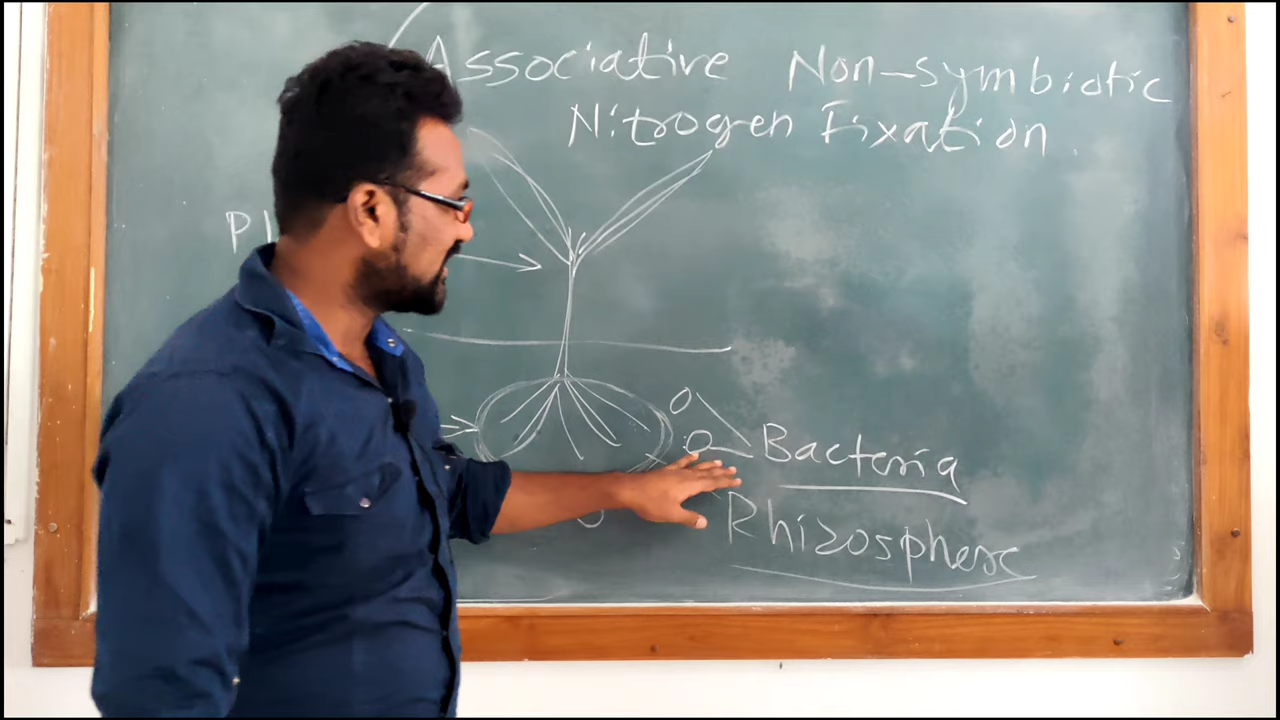 Associative Non-symbiotic
Nitrogen Fixation.
Bacteria
Rhizosphere